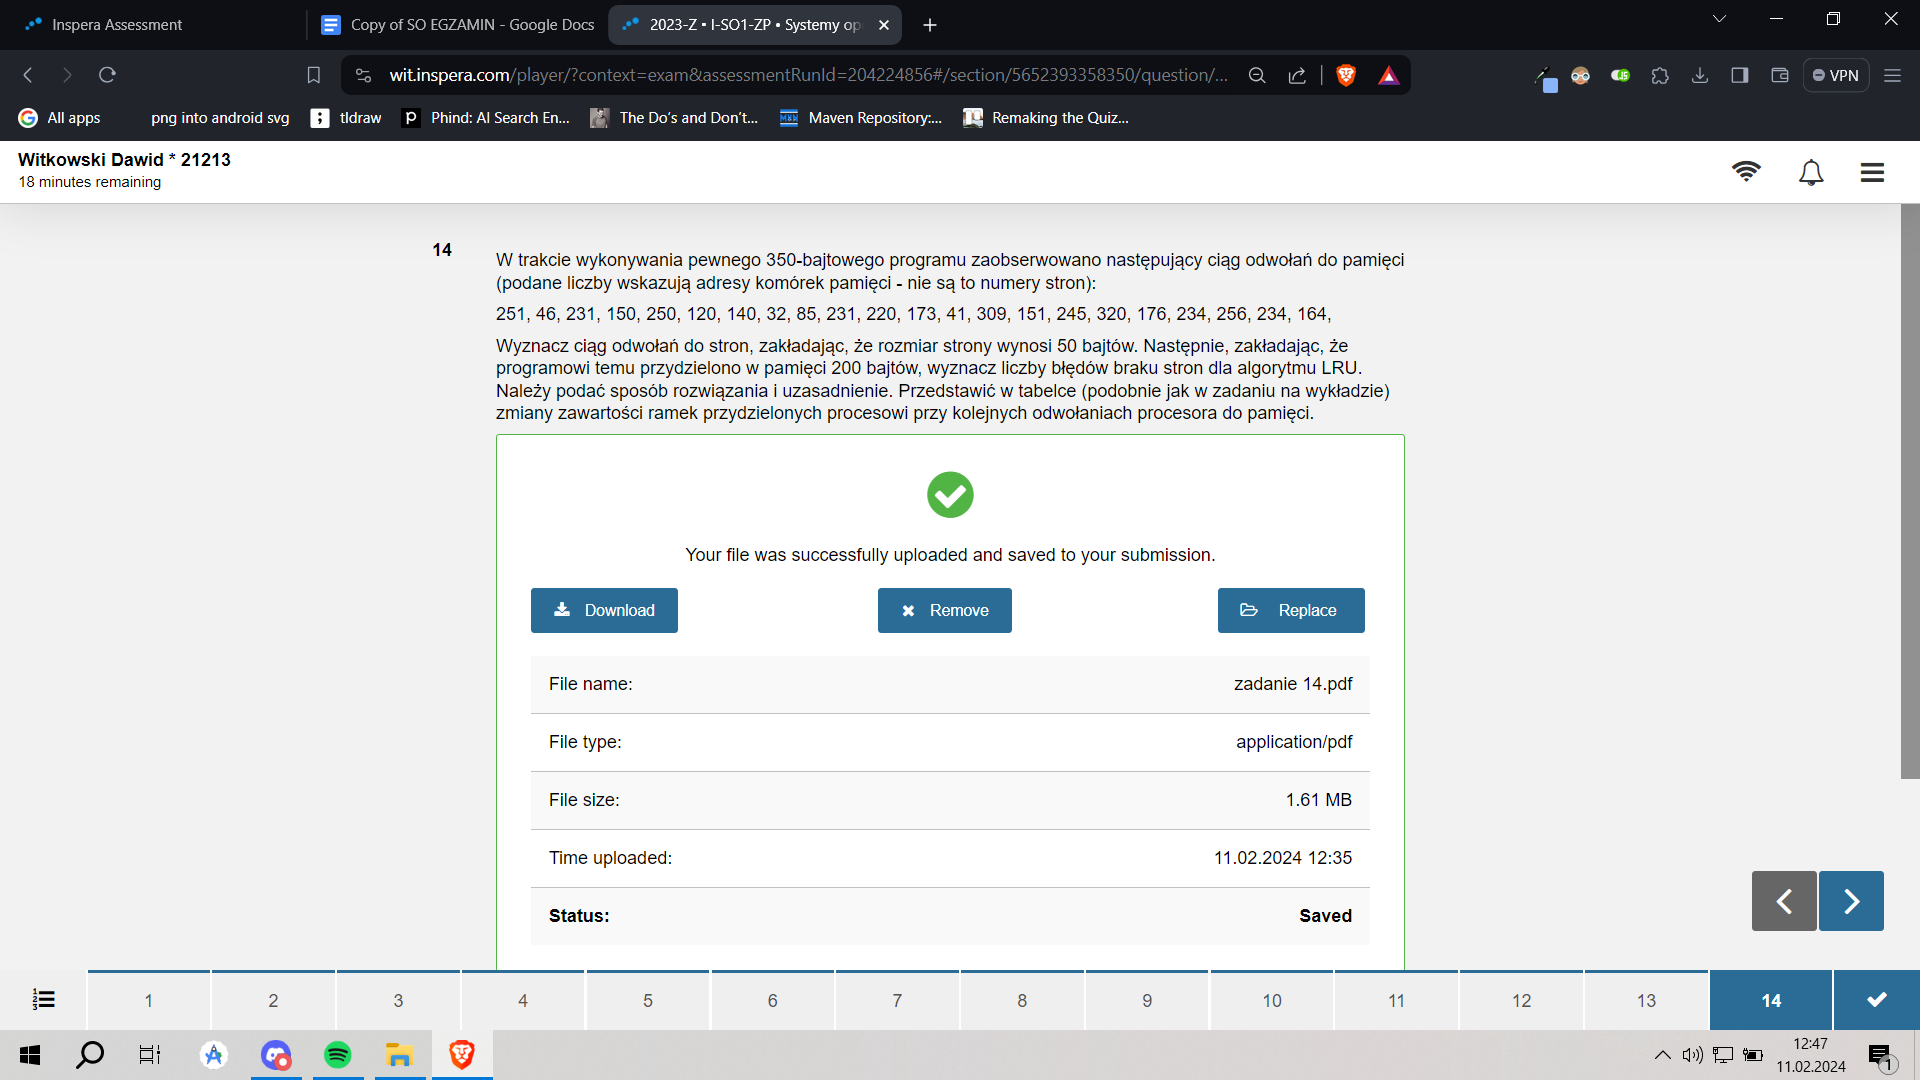 Inspera Assessment
Copy of SO EGZAMIN - Google Docs
2023-Z • I-SO1-ZP • Systemy op
wit.inspera.com/player/?context=exam&assessmentRunId=204224856#/section/5652393358350/question/...
VPN
All apps
png into android svg
tldraw
Phind: AI Search En...
The Do's and Don't...
Maven Repository:...
Remaking the Quiz...
Witkowski Dawid * 21213
18 minutes remaining
14
W trakcie wykonywania pewnego 350-bajtowego programu zaobserwowano następujący ciąg odwołań do pamięci
(podane liczby wskazują adresy komórek pamięci - nie są to numery stron):
251, 46, 231, 150, 250, 120, 140, 32, 85, 231, 220, 173, 41, 309, 151, 245, 320, 176, 234, 256, 234, 164,
Wyznacz ciąg odwołań do stron, zakładając, że rozmiar strony wynosi 50 bajtów. Następnie, zakładając, że
programowi temu przydzielono w pamięci 200 bajtów, wyznacz liczby błędów braku stron dla algorytmu LRU.
Należy podać sposób rozwiązania i uzasadnienie. Przedstawić w tabelce (podobnie jak w zadaniu na wykładzie)
zmiany zawartości ramek przydzielonych procesowi przy kolejnych odwołaniach procesora do pamięci.
Your file was successfully uploaded and saved to your submission.
Download
Remove
Replace
File name:
zadanie 14.pdf
File type:
application/pdf
File size:
1.61 MB
Time uploaded:
11.02.2024 12:35
Status:
Saved
1
2
3
4
5
6
7
8
9
10
11
12
13
14
12:47
11.02.2024
1